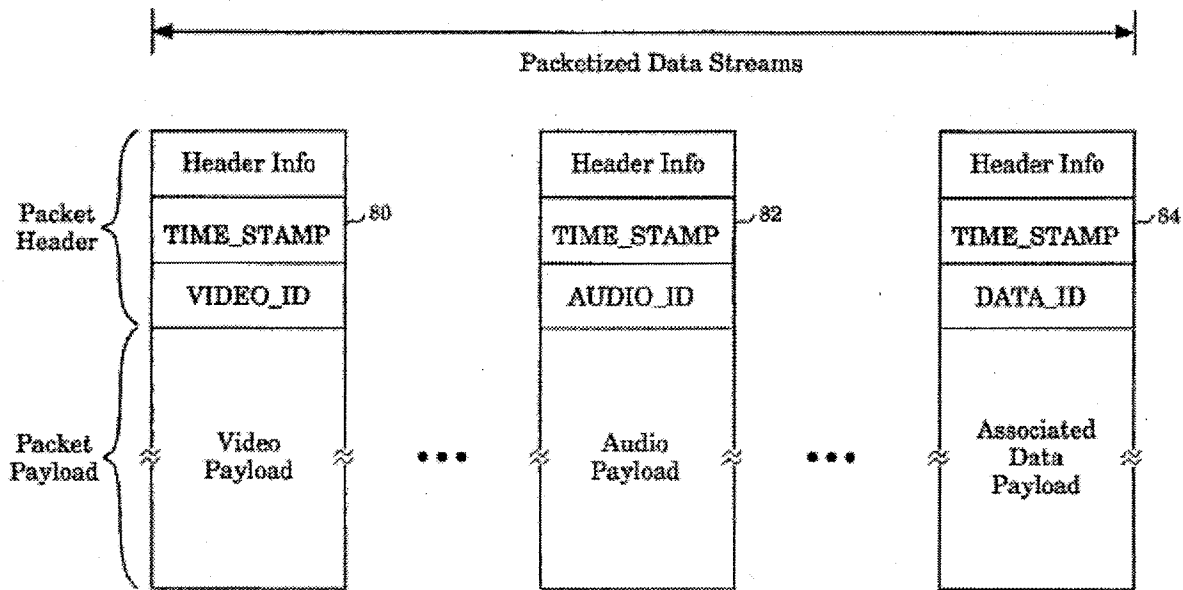 Packetized Data Streams
Packet
Header
Header Info
TIME_STAMP
80
VIDEO_ID
Header Info
TIME_STAMP
82
AUDIO_ID
Header Info
TIME_STAMP
84
DATA_ID
Packet
Payload
Video
Payload
•••
Audio
Payload
•••
Associated
Data
Payload